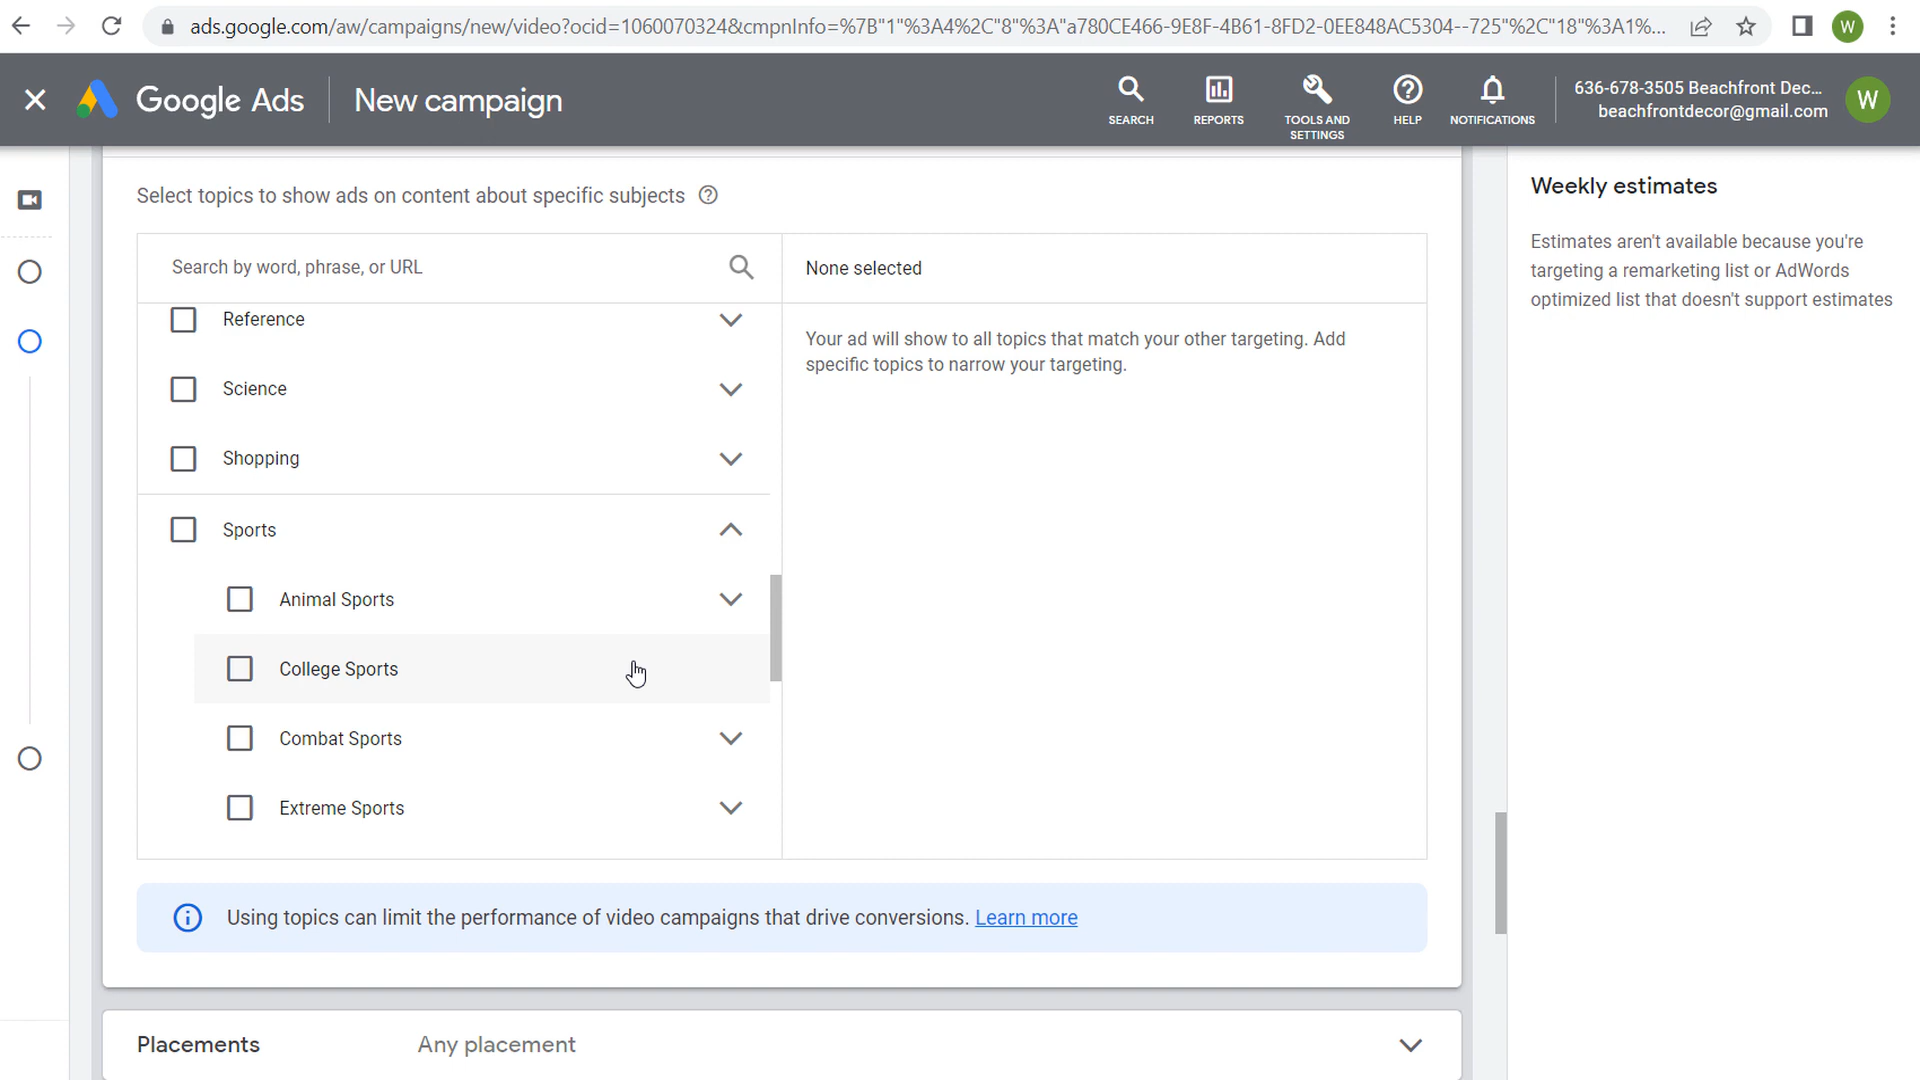 ads.google.com/aw/campaigns/new/video?ocid=1060070324&cmpnInfo=%7B"1"%3A4%2C"8"%3A"a780CE466-9E8F-4B61-8FD2-0EE848AC5304--725"%2C"18"%3A1%...
W
Google Ads
New campaign
SEARCH
REPORTS
TOOLS AND
SETTINGS
HELP
NOTIFICATIONS
636-678-3505 Beachfront Dec...
beachfrontdecor@gmail.com
W
Select topics to show ads on content about specific subjects
Search by word, phrase, or URL
None selected
Reference
Science
Shopping
Sports
Animal Sports
College Sports
Combat Sports
Extreme Sports
Your ad will show to all topics that match your other targeting. Add
specific topics to narrow your targeting.
Using topics can limit the performance of video campaigns that drive conversions. Learn more
Placements
Any placement
Weekly estimates
Estimates aren't available because you're
targeting a remarketing list or AdWords
optimized list that doesn't support estimates